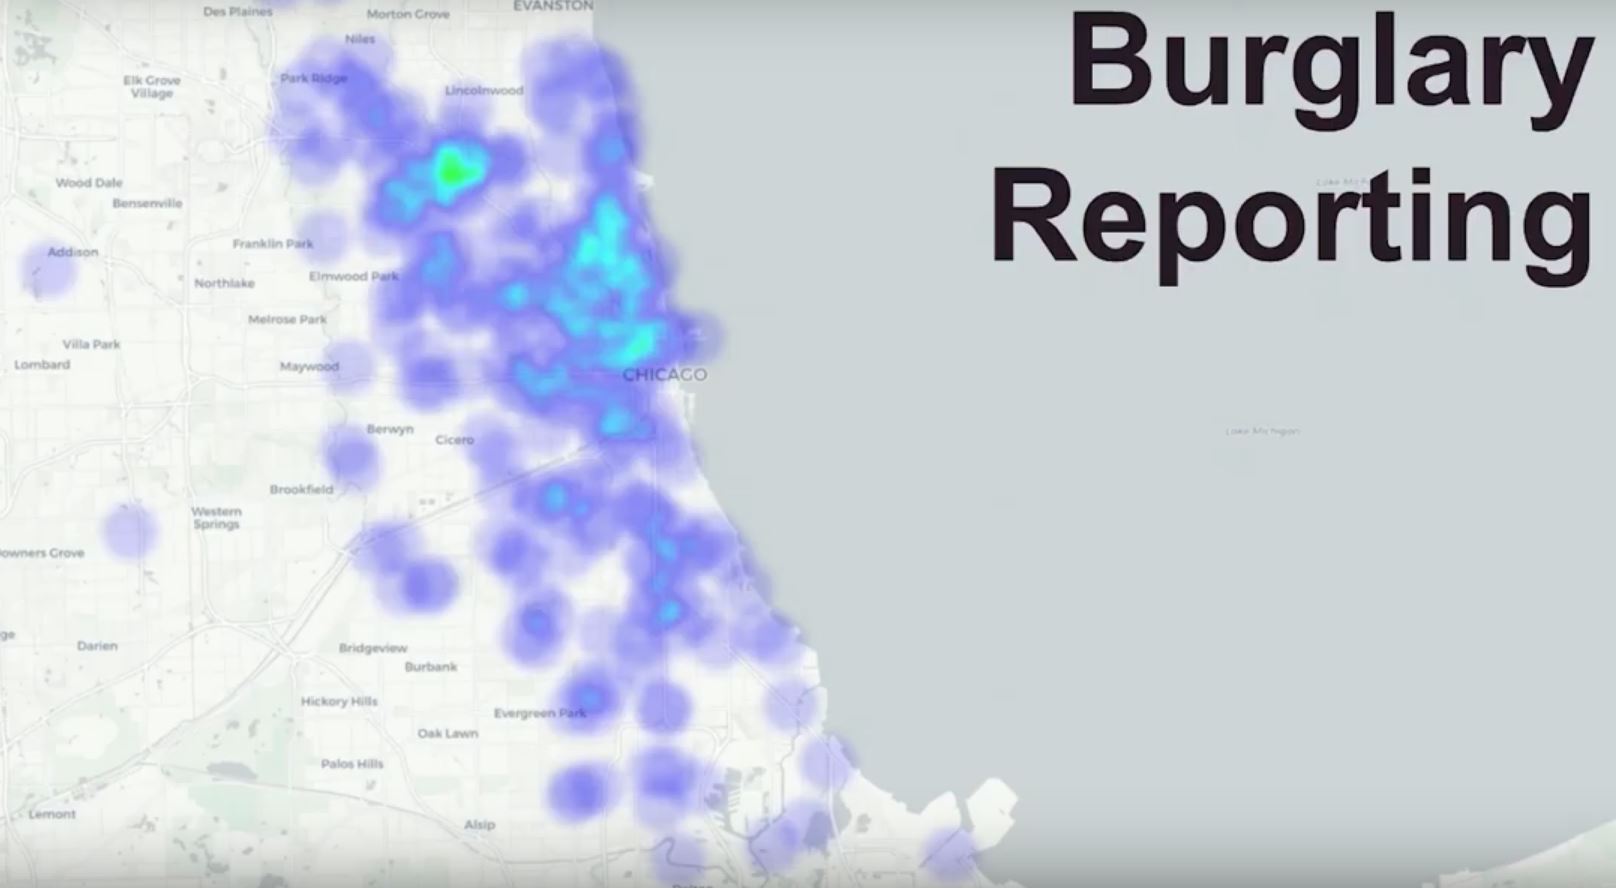 Burglary
Reporting
EVANSTON
Des Plaines
Morton Grove
Niles
Park Ridge
Elk Grove
Village
Lincolnwood
Wood Dale
Bensenville
Franklin Park
Addison
Elmwood Park
Northlake
Melrose Park
Villa Park
Lombard
Maywood
CHICAGO
Berwyn
Cicero
Lake Michigan
Brookfield
Western
Springs
owners Grove
ge
Darien
Bridgeview
Burbank
Hickory Hills
Evergreen Park
Oak Lawn
Palos Hills
Lemont
Alsip